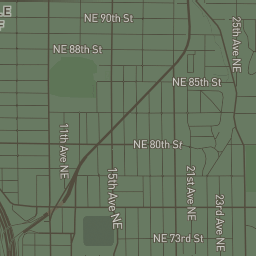 NE 90th St
NE 88th St
25th Ave NE
NE 85th St
11th Ave NE
NE 80th St
15th Ave NE
21st Ave NE
23rd Ave NE
NE 73rd St